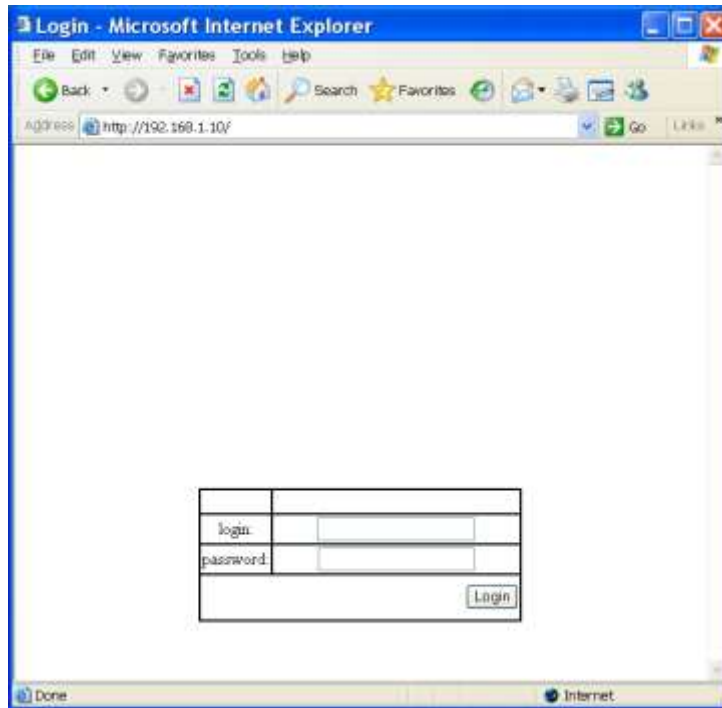 Login - Microsoft Internet Explorer
File Edit View Favorites Tools Help
Back Search Favorites
Address http://192.168.1.10/ Go Links
login:
password:
Login
Done Internet